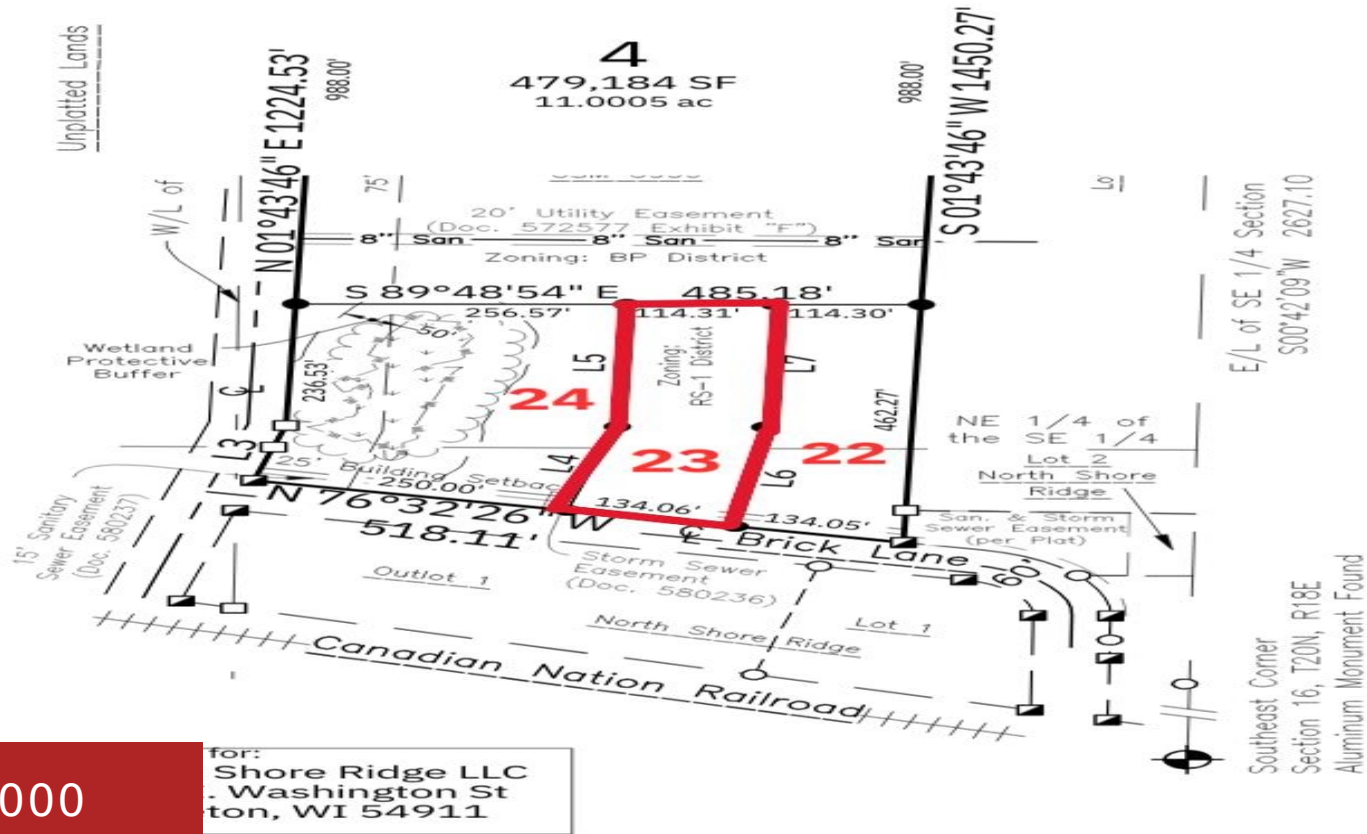 Unplatted Lands
4
479,184 SF
11.0005 ac
N 01°43'46" E 1224.53'
988.00'
988.00'
S 01°43'46" W 1450.27'
W/L of
75'
20' Utility Easement
(Doc. 572577 Exhibit "F")
8" San 8" San 8" San
Zoning: BP District
E/L of SE 1/4 Section
S00°42'09"W 2627.10
S 89°48'54" E 485.18'
256.57' 114.31' 114.30'
50'
Wetland
Protective
Buffer
236.53'
L5
Zoning:
RS-1 District
L7
24
462.27'
23
22
NE 1/4 of
the SE 1/4
Lot 2
North Shore
Ridge
L3
L4
L6
25' Building Setbac
250.00'
N 76°32'26" W
518.11'
134.06'
134.05'
15' Sanitary
Sewer Easement
(Doc. 580237)
San. & Storm
Sewer Easement
(per Plat)
Brick Lane
60'
Storm Sewer
Easement
(Doc. 580236)
Outlot 1
North Shore Ridge
Lot 1
Canadian Nation Railroad
Southeast Corner
Section 16, T20N, R18E
Aluminum Monument Found
for:
Shore Ridge LLC
. Washington St
ton, WI 54911
000